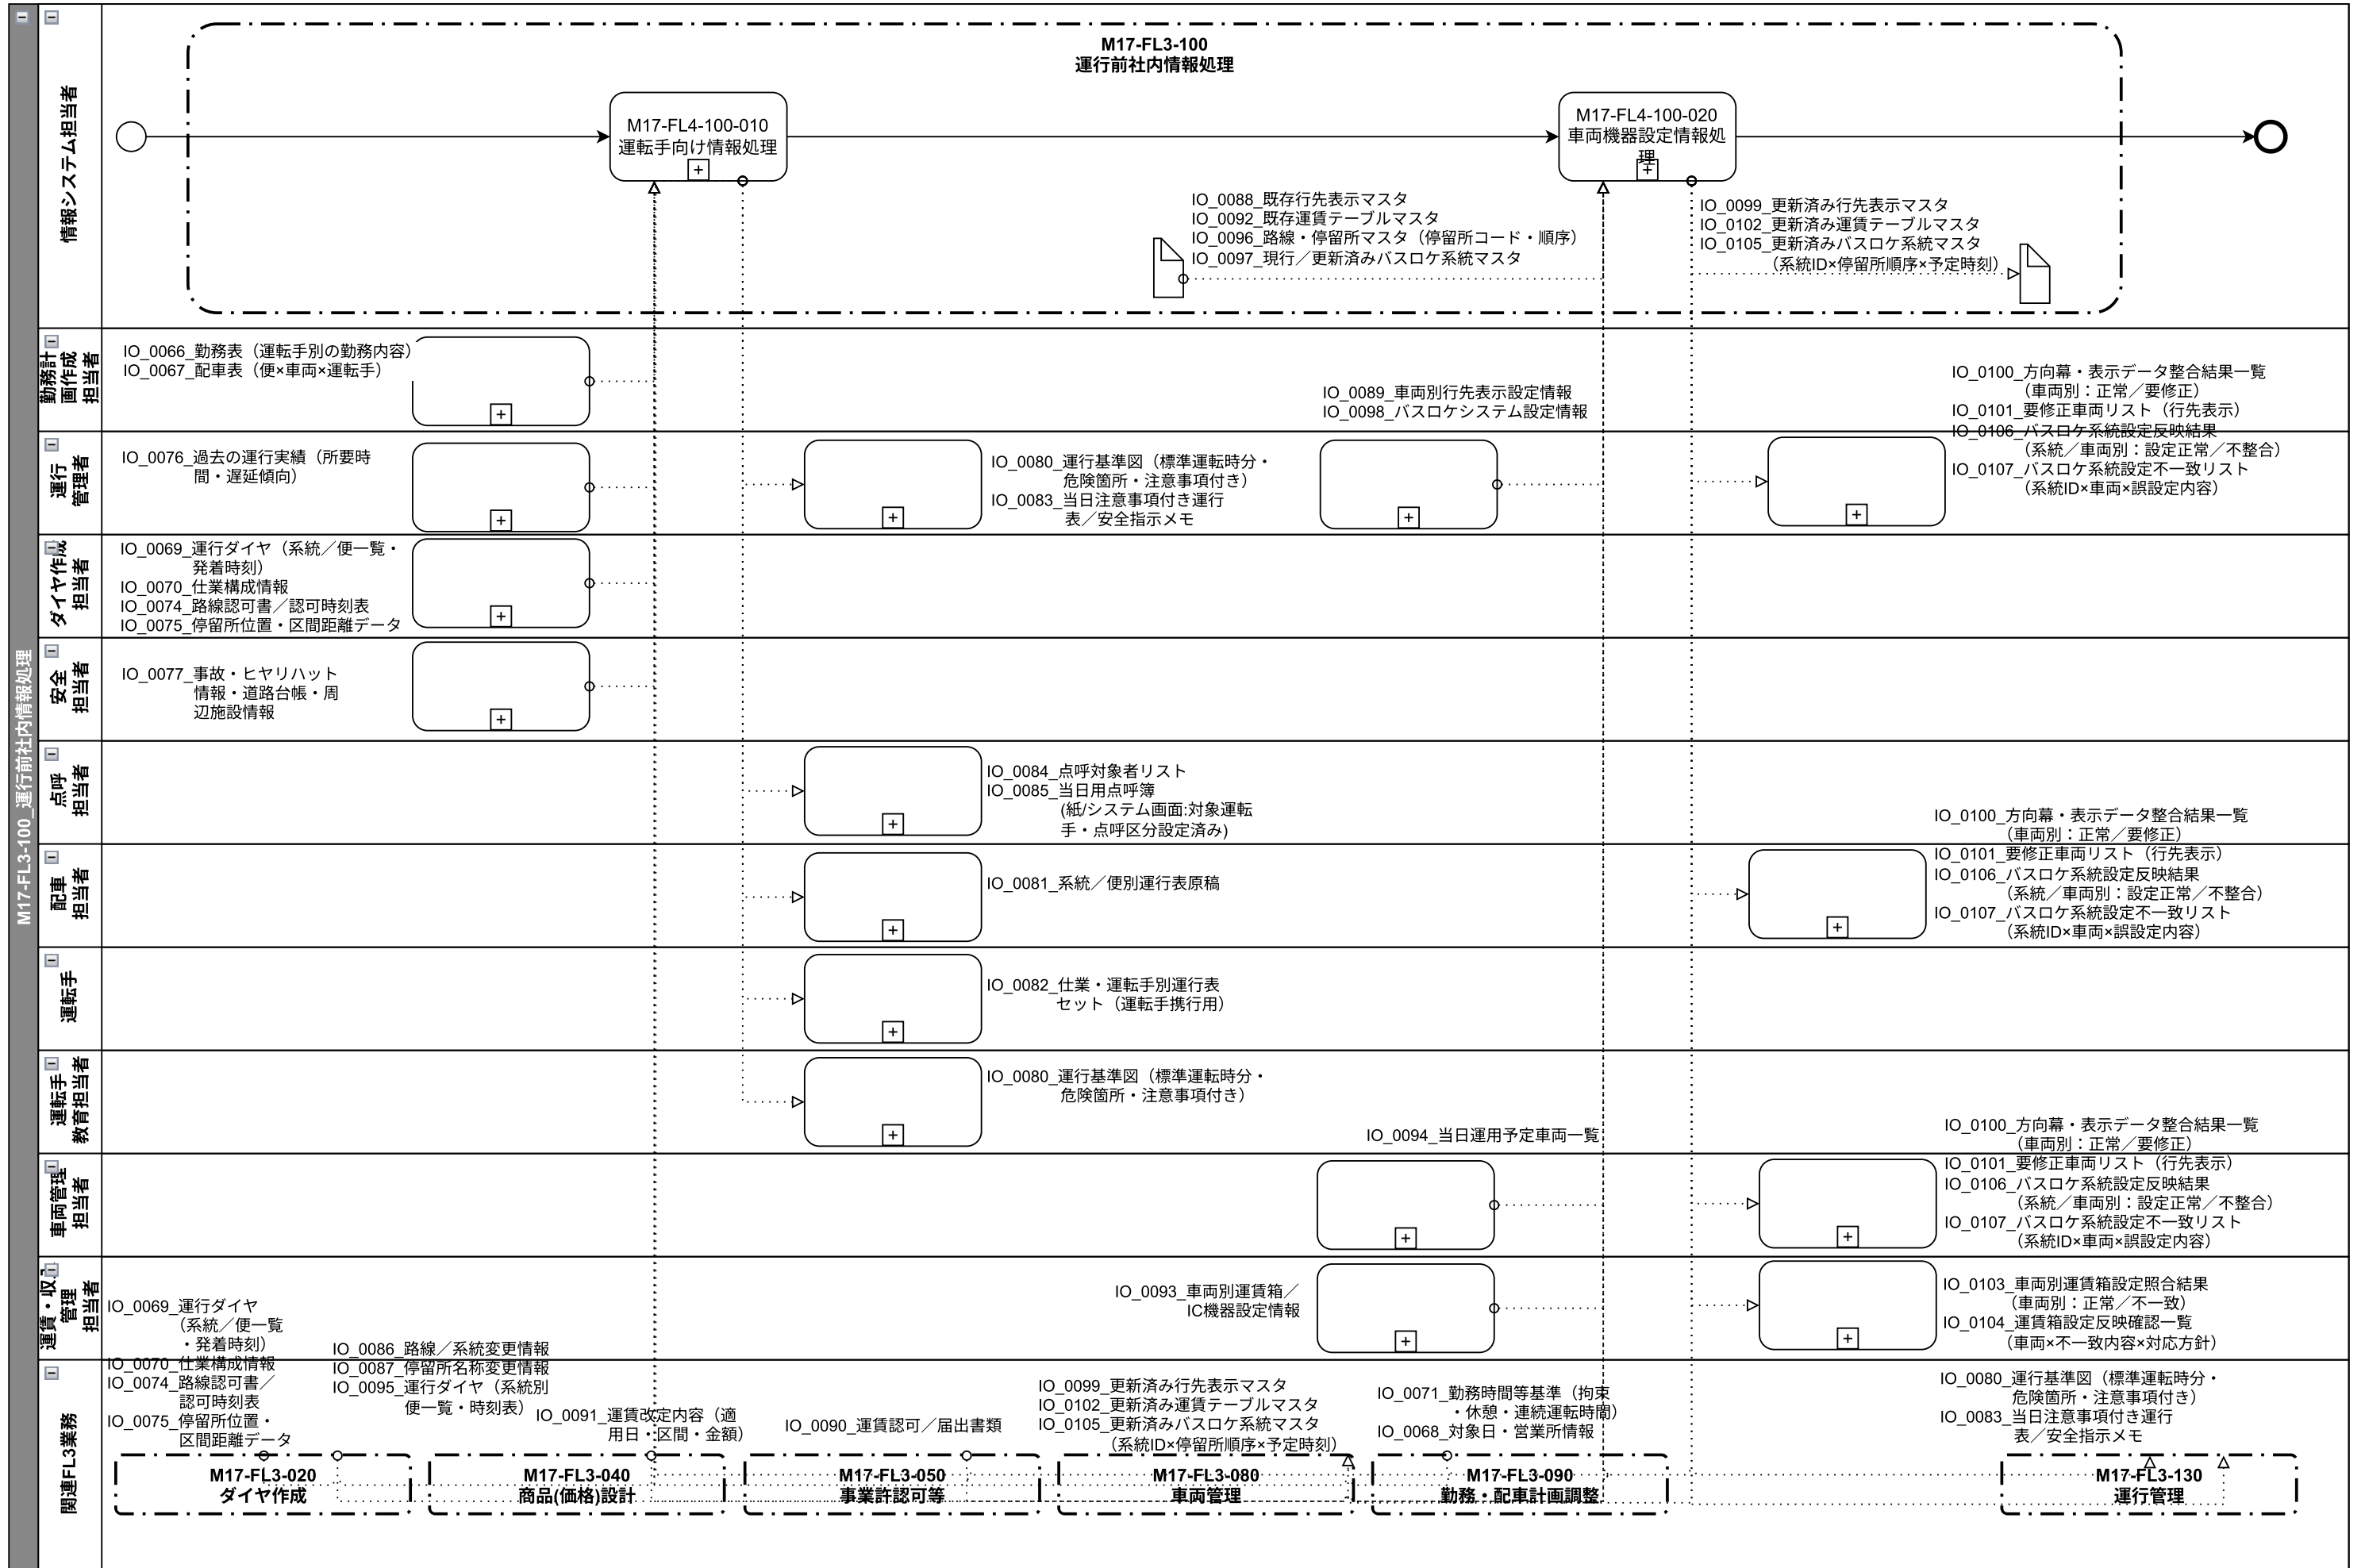 M17-FL3-100_運行前社内情報処理
情報システム担当者
M17-FL3-100
運行前社内情報処理
M17-FL4-100-010
運転手向け情報処理
M17-FL4-100-020
車両機器設定情報処
理
IO_0088_既存行先表示マスタ
IO_0092_既存運賃テーブルマスタ
IO_0096_路線・停留所マスタ（停留所コード・順序）
IO_0097_現行／更新済みバスロケ系統マスタ
IO_0099_更新済み行先表示マスタ
IO_0102_更新済み運賃テーブルマスタ
IO_0105_更新済みバスロケ系統マスタ
（系統ID×停留所順序×予定時刻）
勤務計
画作成
担当者
IO_0066_勤務表（運転手別の勤務内容）
IO_0067_配車表（便×車両×運転手）
IO_0089_車両別行先表示設定情報
IO_0098_バスロケシステム設定情報
IO_0100_方向幕・表示データ整合結果一覧
（車両別：正常／要修正）
IO_0101_要修正車両リスト（行先表示）
IO_0106_バスロケ系統設定反映結果
（系統／車両別：設定正常／不整合）
IO_0107_バスロケ系統設定不一致リスト
（系統ID×車両×誤設定内容）
運行
管理者
IO_0076_過去の運行実績（所要時
間・遅延傾向）
IO_0080_運行基準図（標準運転時分・
危険箇所・注意事項付き）
IO_0083_当日注意事項付き運行
表／安全指示メモ
ダイヤ作成
担当者
IO_0069_運行ダイヤ（系統／便一覧・
発着時刻）
IO_0070_仕業構成情報
IO_0074_路線認可書／認可時刻表
IO_0075_停留所位置・区間距離データ
安全
担当者
IO_0077_事故・ヒヤリハット
情報・道路台帳・周
辺施設情報
点呼
担当者
IO_0084_点呼対象者リスト
IO_0085_当日用点呼簿
(紙/システム画面:対象運転
手・点呼区分設定済み)
配車
担当者
IO_0081_系統／便別運行表原稿
IO_0100_方向幕・表示データ整合結果一覧
（車両別：正常／要修正）
IO_0101_要修正車両リスト（行先表示）
IO_0106_バスロケ系統設定反映結果
（系統／車両別：設定正常／不整合）
IO_0107_バスロケ系統設定不一致リスト
（系統ID×車両×誤設定内容）
運転手
IO_0082_仕業・運転手別運行表
セット（運転手携行用）
運転手
教育担当者
IO_0080_運行基準図（標準運転時分・
危険箇所・注意事項付き）
車両管理
担当者
IO_0094_当日運用予定車両一覧
IO_0100_方向幕・表示データ整合結果一覧
（車両別：正常／要修正）
IO_0101_要修正車両リスト（行先表示）
IO_0106_バスロケ系統設定反映結果
（系統／車両別：設定正常／不整合）
IO_0107_バスロケ系統設定不一致リスト
（系統ID×車両×誤設定内容）
運賃・収
管理
担当者
IO_0093_車両別運賃箱／
IC機器設定情報
IO_0103_車両別運賃箱設定照合結果
（車両別：正常／不一致）
IO_0104_運賃箱設定反映確認一覧
（車両×不一致内容×対応方針）
関連FL3業務
IO_0069_運行ダイヤ
（系統／便一覧
・発着時刻）
IO_0070_仕業構成情報
IO_0074_路線認可書／
認可時刻表
IO_0075_停留所位置・
区間距離データ
IO_0086_路線／系統変更情報
IO_0087_停留所名称変更情報
IO_0095_運行ダイヤ（系統別
便一覧・時刻表）
IO_0091_運賃改定内容（適
用日・区間・金額）
IO_0090_運賃認可／届出書類
IO_0099_更新済み行先表示マスタ
IO_0102_更新済み運賃テーブルマスタ
IO_0105_更新済みバスロケ系統マスタ
（系統ID×停留所順序×予定時刻）
IO_0071_勤務時間等基準（拘束
・休憩・連続運転時間）
IO_0068_対象日・営業所情報
IO_0080_運行基準図（標準運転時分・
危険箇所・注意事項付き）
IO_0083_当日注意事項付き運行
表／安全指示メモ
M17-FL3-020
ダイヤ作成
M17-FL3-040
商品(価格)設計
M17-FL3-050
事業許認可等
M17-FL3-080
車両管理
M17-FL3-090
勤務・配車計画調整
M17-FL3-130
運行管理